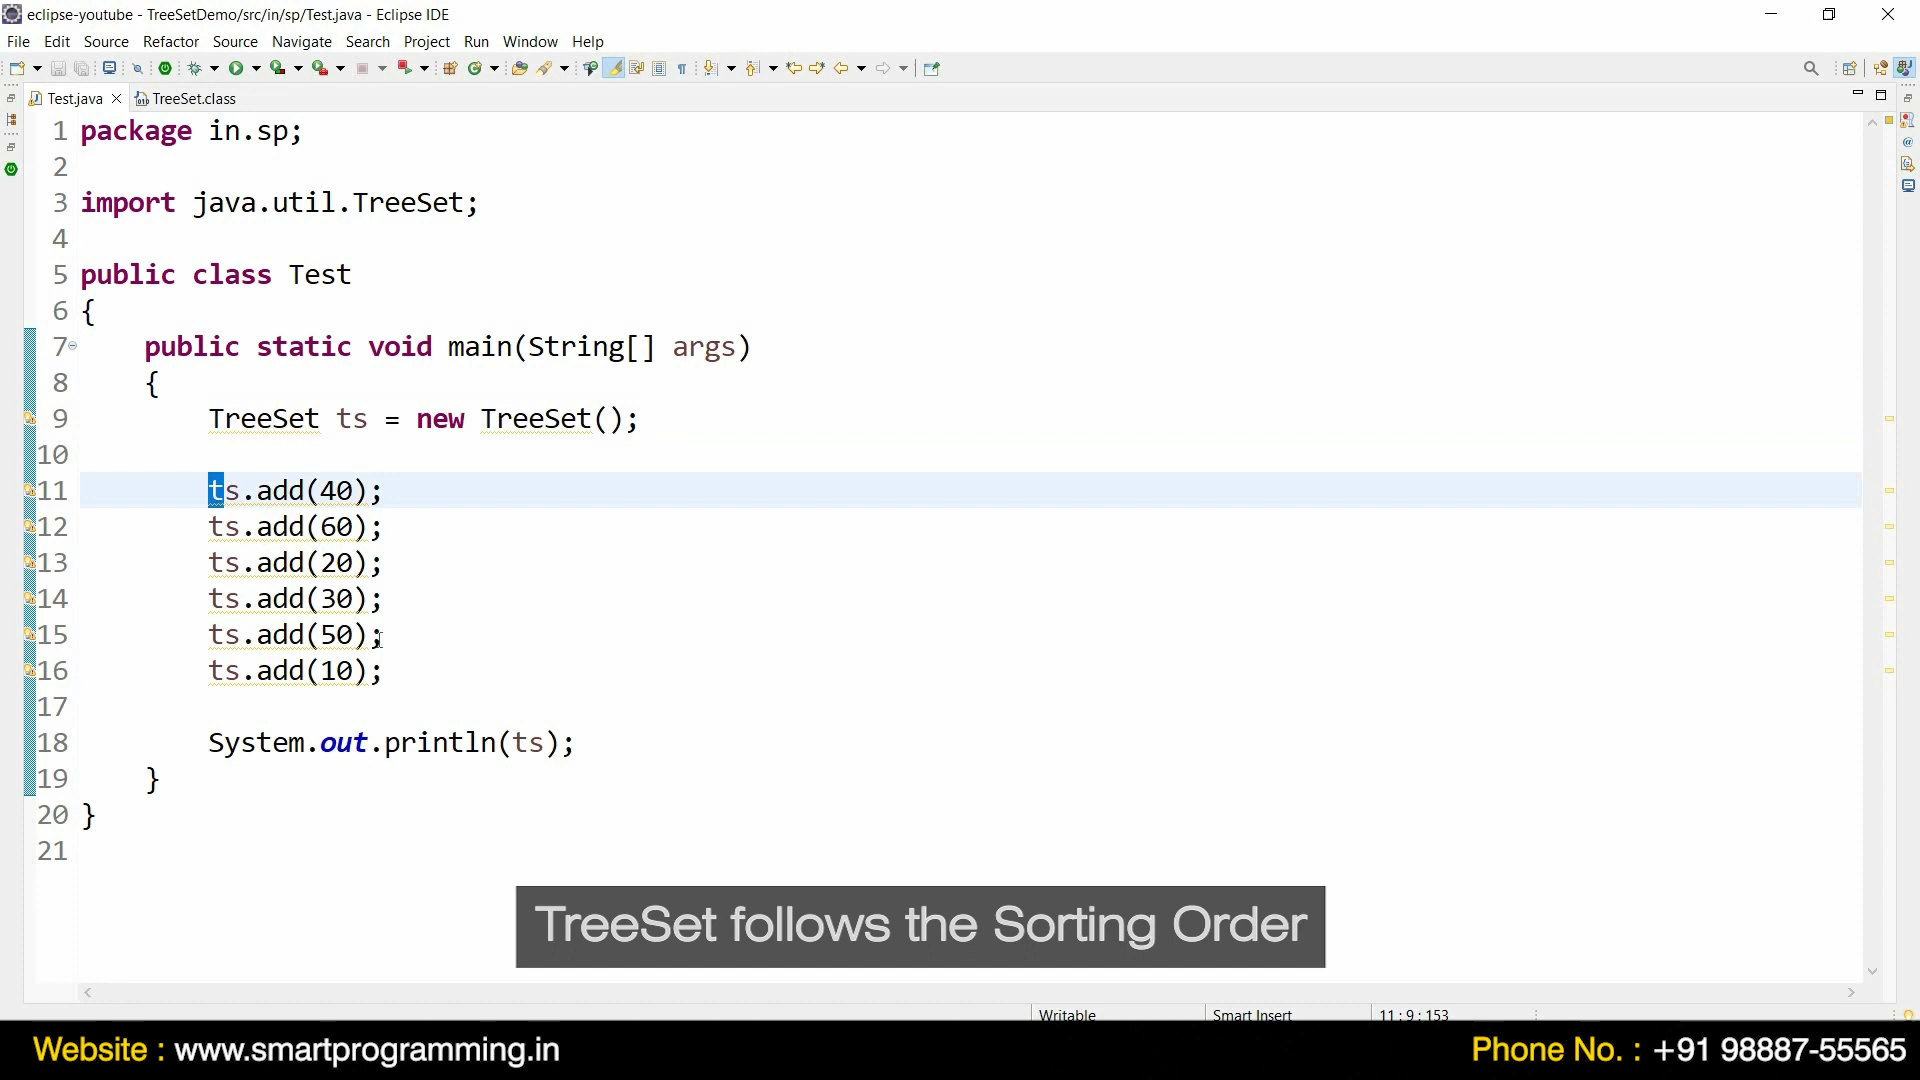 eclipse-youtube - TreeSetDemo/src/in/sp/Test.java - Eclipse IDE
File Edit Source Refactor Source Navigate Search Project Run Window Help
Test.java TreeSet.class
1 package in.sp;
2
3 import java.util.TreeSet;
4
5 public class Test
6 {
7 public static void main(String[] args)
8 {
9 TreeSet ts = new TreeSet();
10
11 ts.add(40);
12 ts.add(60);
13 ts.add(20);
14 ts.add(30);
15 ts.add(50);
16 ts.add(10);
17
18 System.out.println(ts);
19 }
20 }
21
TreeSet follows the Sorting Order
Writable Smart Insert 11 : 9 : 153
Website : www.smartprogramming.in Phone No. : +91 98887-55565